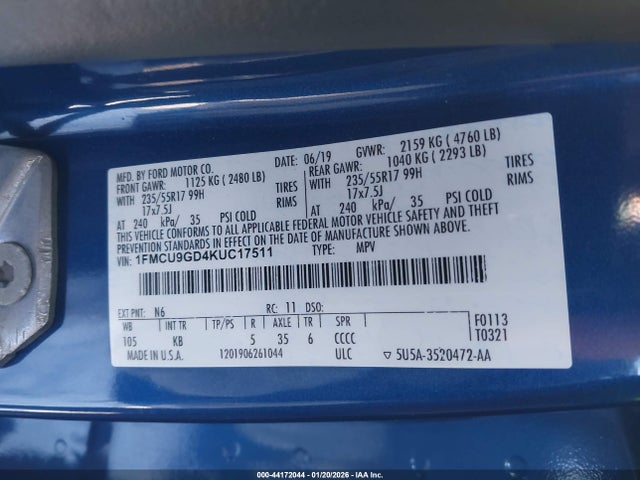 MFD. BY FORD MOTOR CO. DATE: 06/19 GVWR: 2159 KG ( 4760 LB)
FRONT GAWR: 1125 KG ( 2480 LB) REAR GAWR: 1040 KG ( 2293 LB)
WITH 235/55R17 99H TIRES WITH 235/55R17 99H TIRES
17x7.5J RIMS 17x7.5J RIMS
AT 240 kPa/ 35 PSI COLD AT 240 kPa/ 35 PSI COLD
THIS VEHICLE CONFORMS TO ALL APPLICABLE FEDERAL MOTOR VEHICLE SAFETY AND THEFT
PREVENTION STANDARDS IN EFFECT ON THE DATE OF MANUFACTURE SHOWN ABOVE.
VIN: 1FMCU9GD4KUC17511 TYPE: MPV
EXT PNT: N6 RC: 11 DSO:
WB INT TR TP/PS R AXLE TR SPR F0113
105 KB 5 35 6 CCCC T0321
MADE IN U.S.A. 1201906261044 ULC ▽ 5U5A-3520472-AA
000-44172044 - 01/20/2026 - IAA Inc.